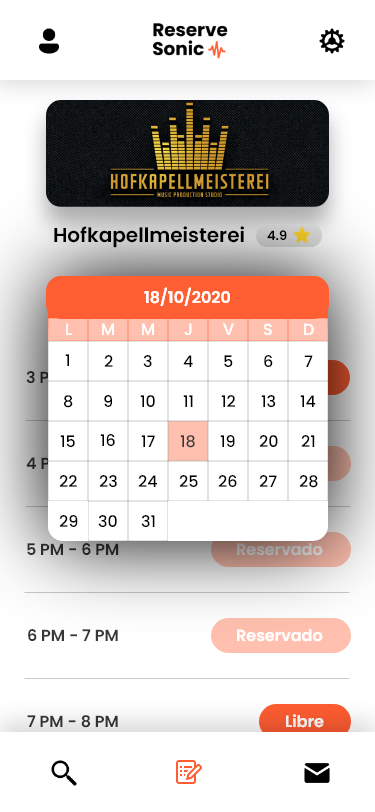 Reserve
Sonic
HOFKAPELLMEISTEREI
MUSIC PRODUCTION STUDIO
Hofkapellmeisterei 4.9
18/10/2020
L M M J V S D
1 2 3 4 5 6 7
8 9 10 11 12 13 14
15 16 17 18 19 20 21
22 23 24 25 26 27 28
29 30 31
3 P
4 P
5 PM - 6 PM Reservado
6 PM - 7 PM Reservado
7 PM - 8 PM Libre